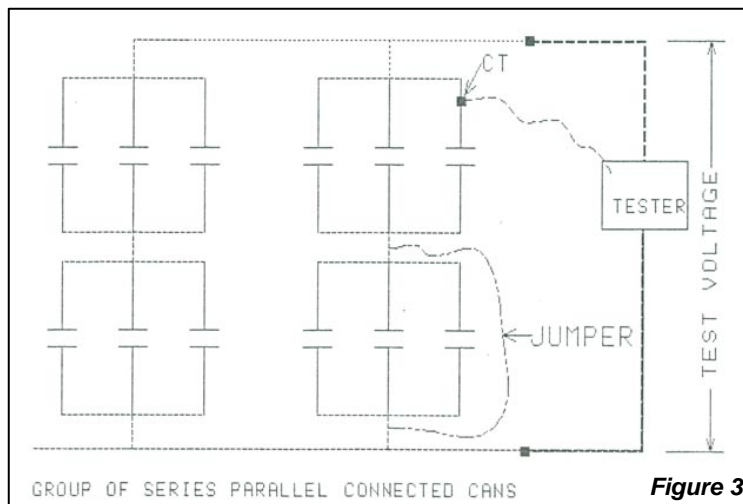 CT
TESTER
TEST VOLTAGE
JUMPER
GROUP OF SERIES PARALLEL CONNECTED CANS
Figure 3